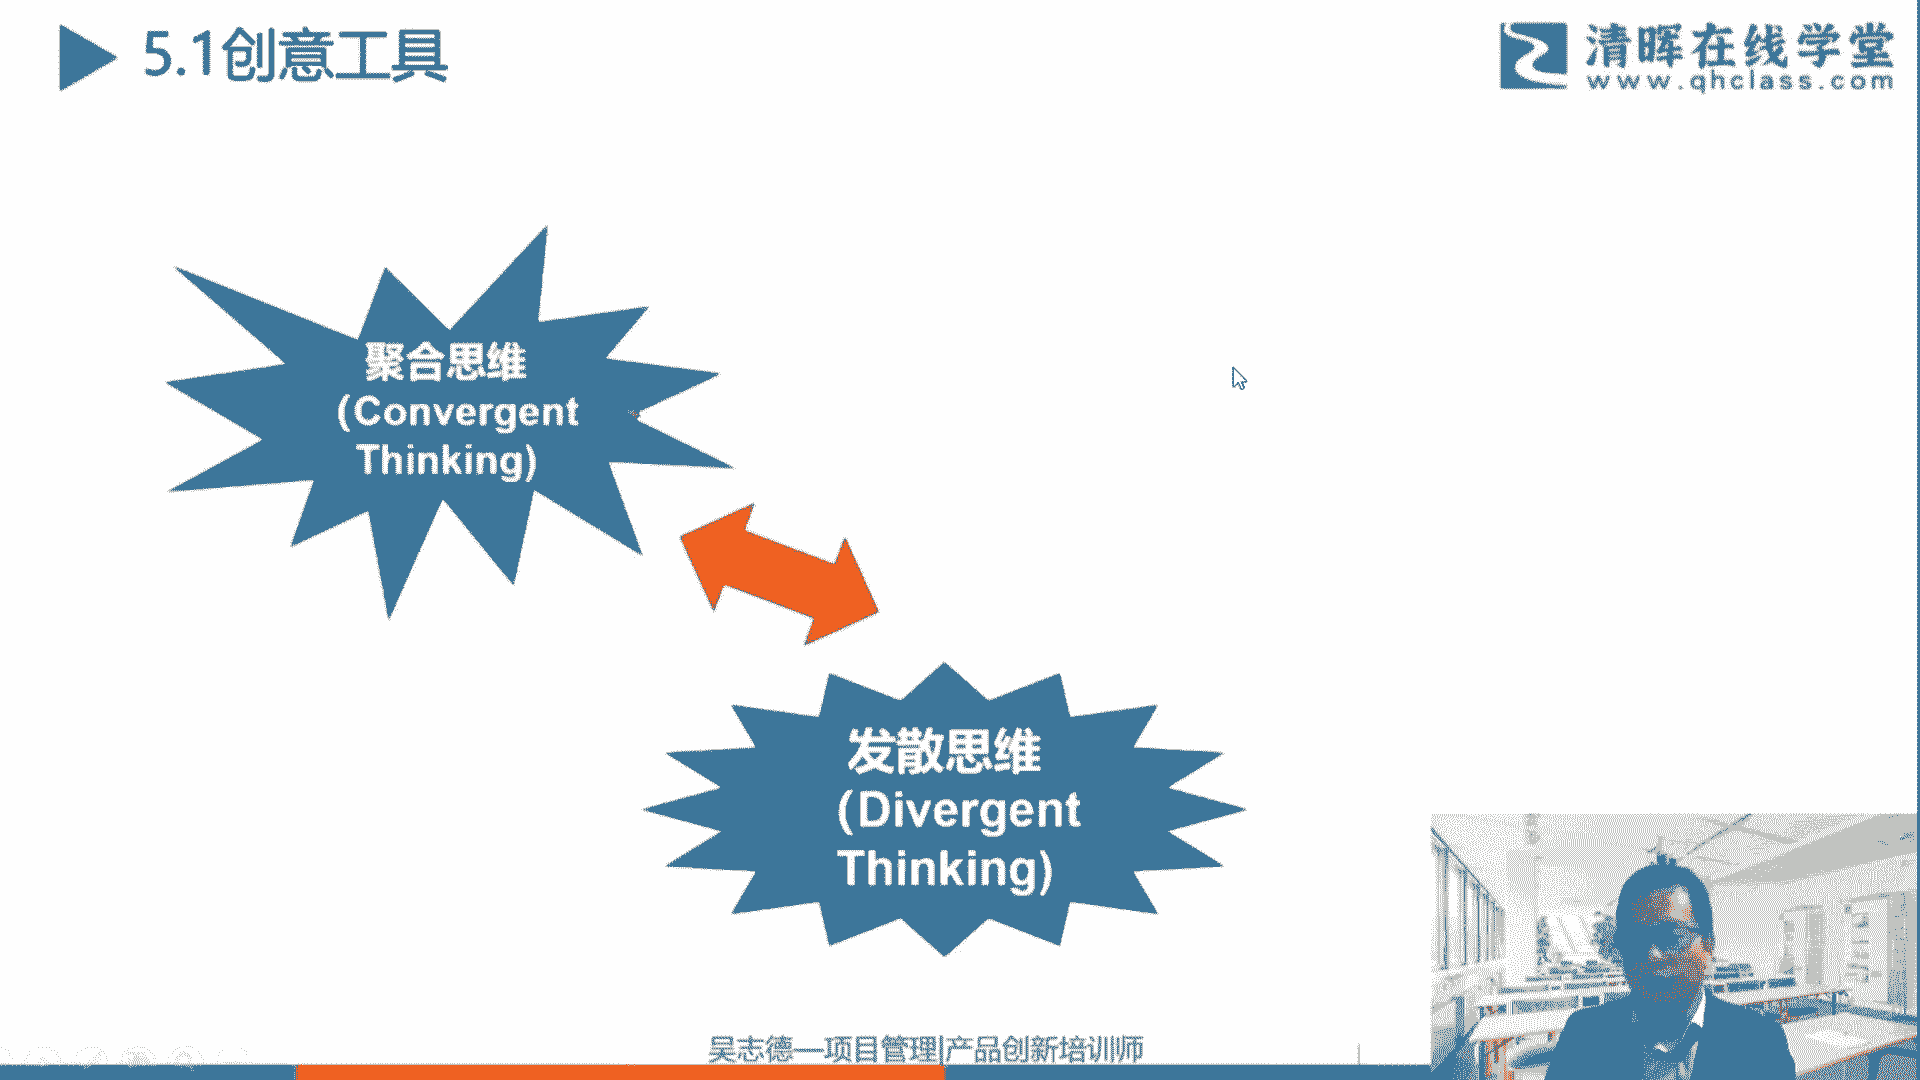 5.1创意工具
清晖在线学堂
www.qhclass.com
聚合思维
(Convergent
Thinking)
发散思维
(Divergent
Thinking)
吴志德—项目管理|产品创新培训师